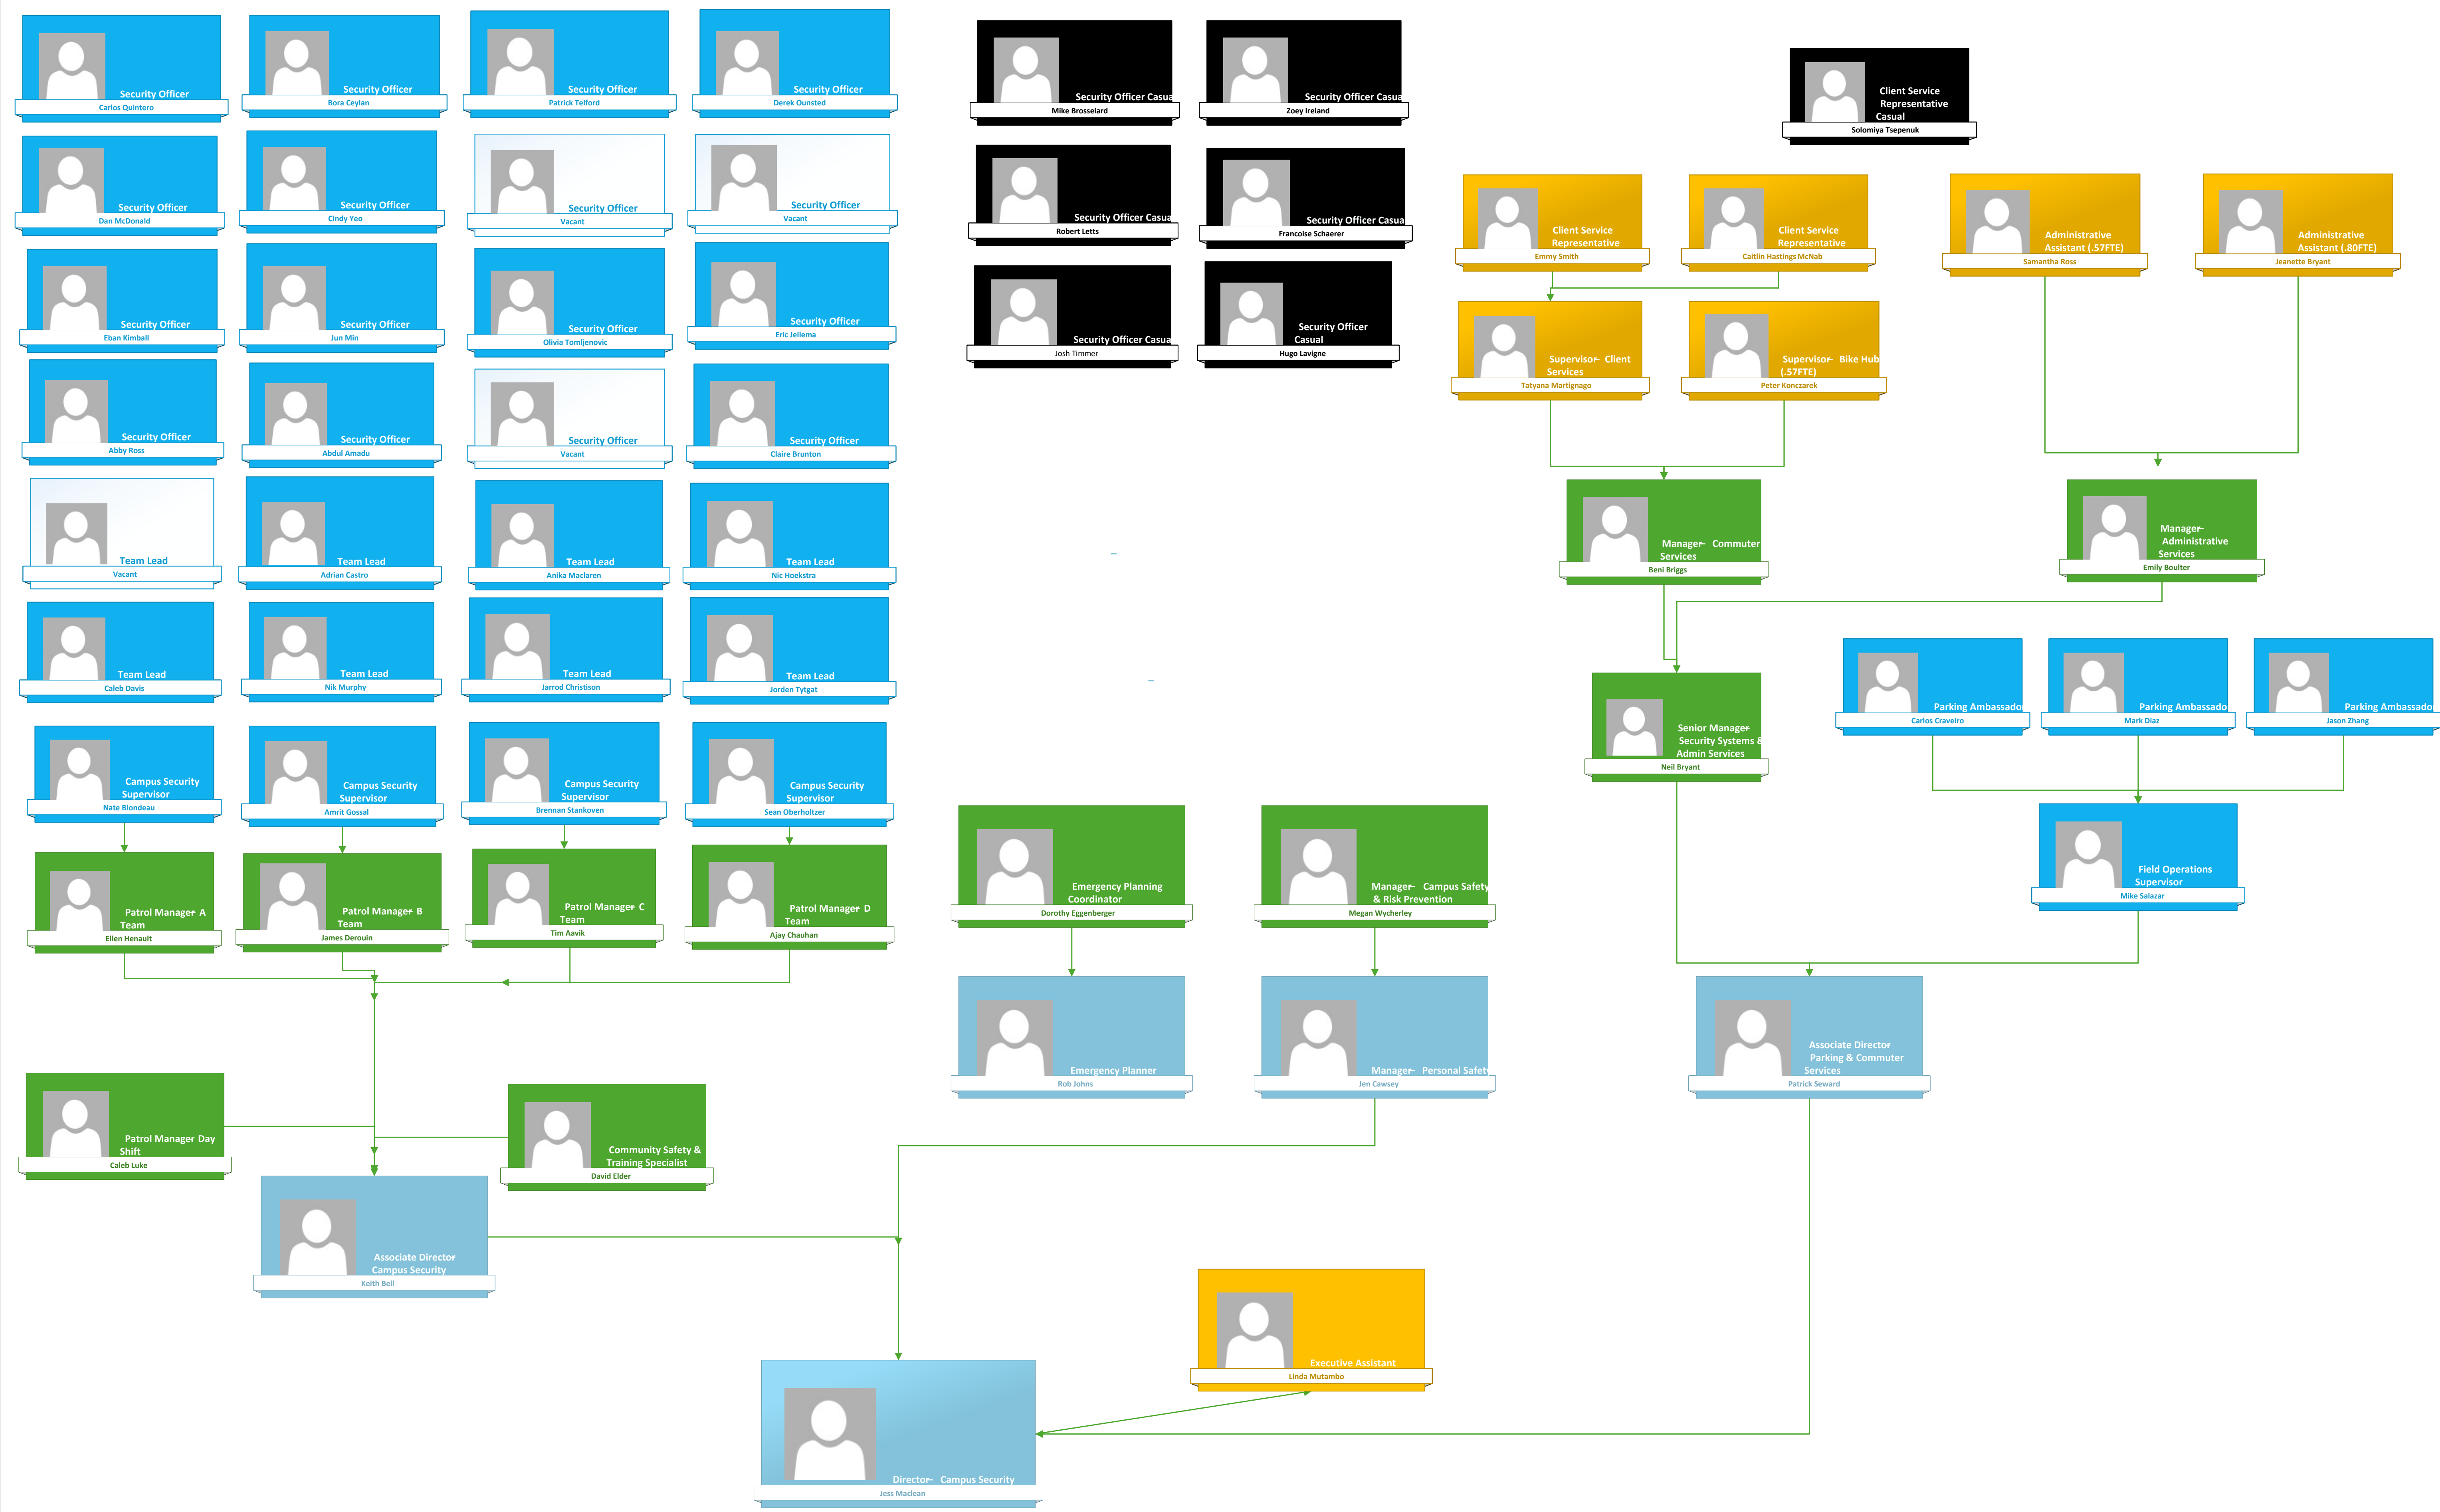 Security Officer
Carlos Quintero
Security Officer
Bora Ceylan
Security Officer
Patrick Telford
Security Officer
Derek Ounsted
Security Officer Casua
Mike Brosselard
Security Officer Casua
Zoey Ireland
Client Service
Representative
Casual
Solomiya Tsepenuk
Security Officer
Dan McDonald
Security Officer
Cindy Yeo
Security Officer
Vacant
Security Officer
Vacant
Security Officer Casua
Robert Letts
Security Officer Casua
Francoise Schaerer
Client Service
Representative
Emmy Smith
Client Service
Representative
Caitlin Hastings McNab
Administrative
Assistant (.57FTE)
Samantha Ross
Administrative
Assistant (.80FTE)
Jeanette Bryant
Security Officer
Eban Kimball
Security Officer
Jun Min
Security Officer
Olivia Tomljenovic
Security Officer
Eric Jellema
Security Officer Casua
Josh Timmer
Security Officer
Casual
Hugo Lavigne
Supervisor– Client
Services
Tatyana Martignago
Supervisor– Bike Hub
(.57FTE)
Peter Konczarek
Security Officer
Abby Ross
Security Officer
Abdul Amadu
Security Officer
Vacant
Security Officer
Claire Brunton
Team Lead
Vacant
Team Lead
Adrian Castro
Team Lead
Anika Maclaren
Team Lead
Nic Hoekstra
Manager– Commuter
Services
Beni Briggs
Manager–
Administrative
Services
Emily Boulter
Team Lead
Caleb Davis
Team Lead
Nik Murphy
Team Lead
Jarrod Christison
Team Lead
Jorden Tytgat
Senior Manager–
Security Systems &
Admin Services
Neil Bryant
Parking Ambassado
Carlos Craveiro
Parking Ambassado
Mark Diaz
Parking Ambassado
Jason Zhang
Campus Security
Supervisor
Nate Blondeau
Campus Security
Supervisor
Amrit Gossal
Campus Security
Supervisor
Brennan Stankoven
Campus Security
Supervisor
Sean Oberholtzer
Patrol Manager– A
Team
Ellen Henault
Patrol Manager– B
Team
James Derouin
Patrol Manager– C
Team
Tim Aavik
Patrol Manager– D
Team
Ajay Chauhan
Emergency Planning
Coordinator
Dorothy Eggenberger
Manager– Campus Safety
& Risk Prevention
Megan Wycherley
Field Operations
Supervisor
Mike Salazar
Emergency Planner
Rob Johns
Manager– Personal Safety
Jen Cawsey
Associate Director–
Parking & Commuter
Services
Patrick Seward
Patrol Manager– Day
Shift
Caleb Luke
Community Safety &
Training Specialist
David Elder
Associate Director–
Campus Security
Keith Bell
Executive Assistant
Linda Mutambo
Director– Campus Security
Jess Maclean